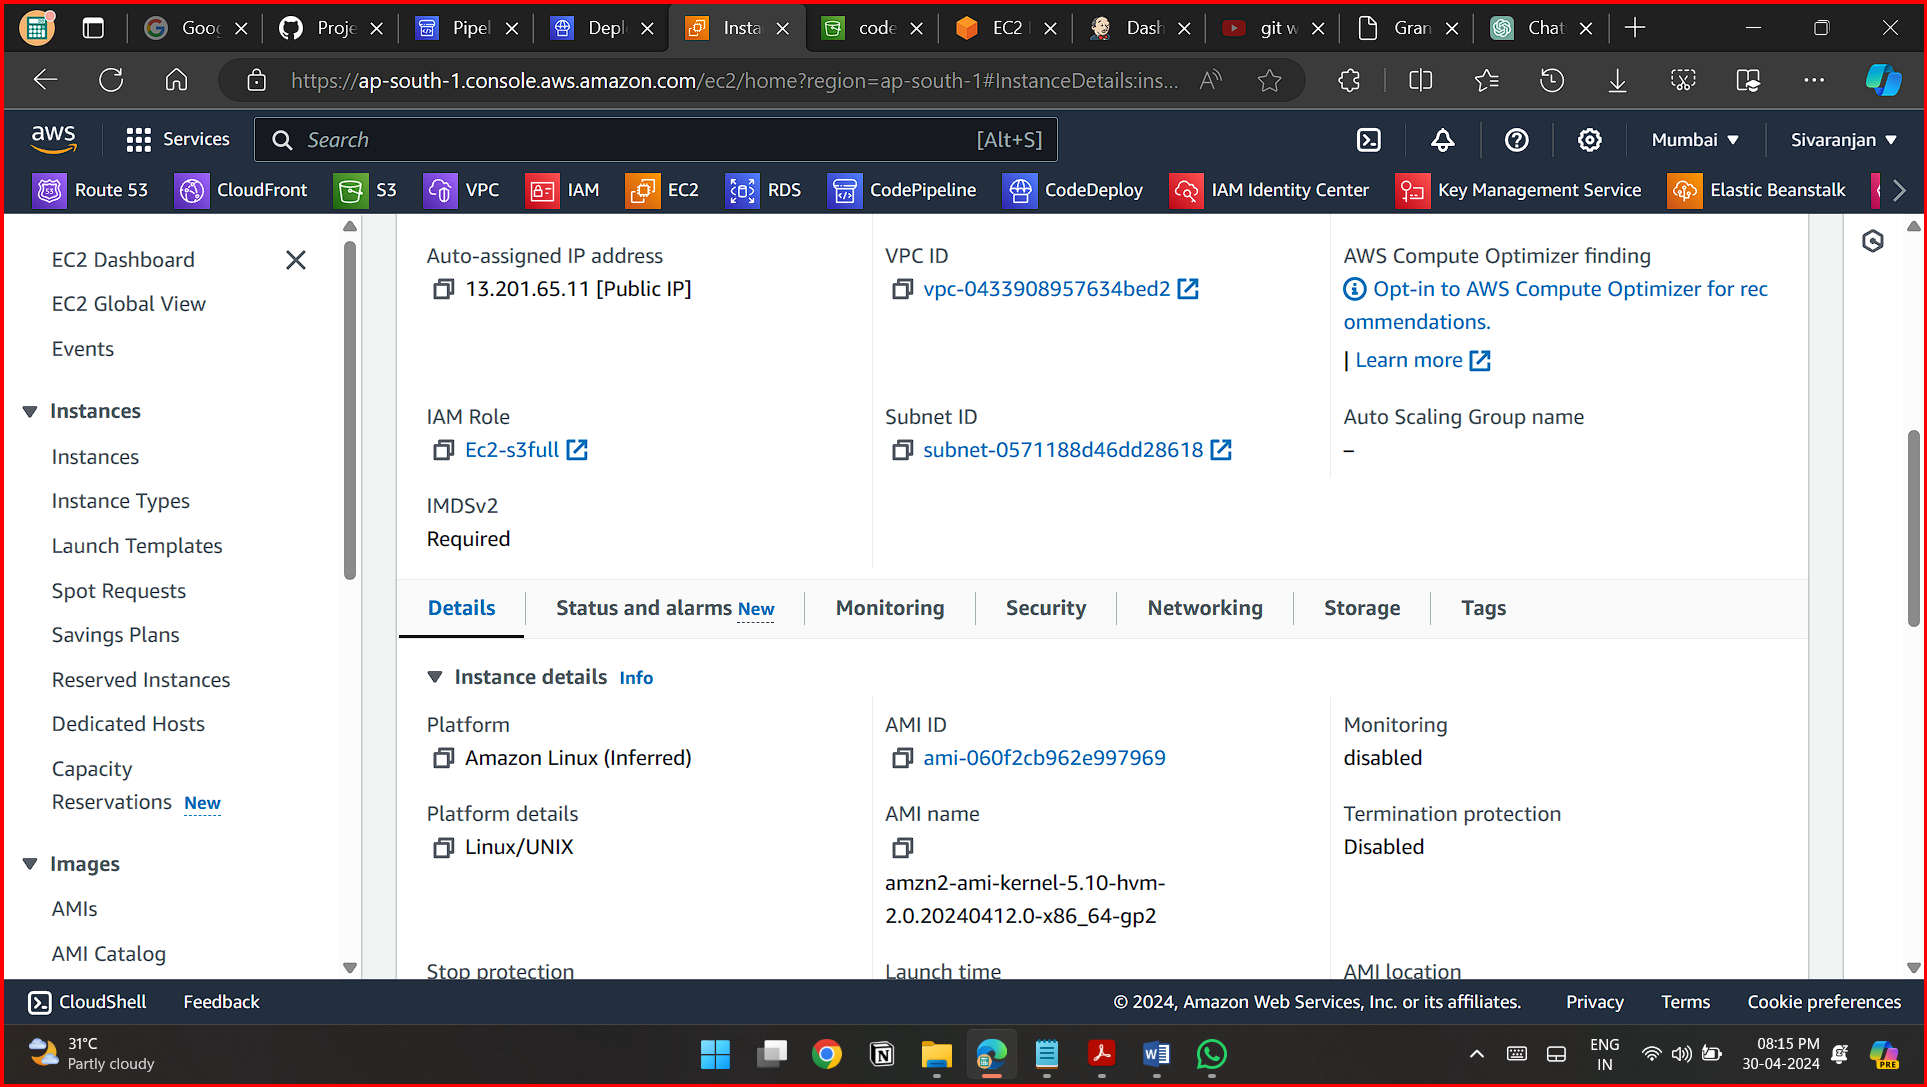 Goog
Proje
Pipel
Deplo
Insta
code
EC2
Dash
git w
Gran
Chat
https://ap-south-1.console.aws.amazon.com/ec2/home?region=ap-south-1#InstanceDetails:ins...
aws
Services
Search
[Alt+S]
Mumbai
Sivaranjan
Route 53
CloudFront
S3
VPC
IAM
EC2
RDS
CodePipeline
CodeDeploy
IAM Identity Center
Key Management Service
Elastic Beanstalk
EC2 Dashboard
EC2 Global View
Events
Instances
Instances
Instance Types
Launch Templates
Spot Requests
Savings Plans
Reserved Instances
Dedicated Hosts
Capacity
Reservations New
Images
AMIs
AMI Catalog
Auto-assigned IP address
13.201.65.11 [Public IP]
VPC ID
vpc-0433908957634bed2
AWS Compute Optimizer finding
Opt-in to AWS Compute Optimizer for rec
ommendations.
| Learn more
IAM Role
Ec2-s3full
Subnet ID
subnet-0571188d46dd28618
Auto Scaling Group name
–
IMDSv2
Required
Details
Status and alarms New
Monitoring
Security
Networking
Storage
Tags
Instance details Info
Platform
Amazon Linux (Inferred)
AMI ID
ami-060f2cb962e997969
Monitoring
disabled
Platform details
Linux/UNIX
AMI name
amzn2-ami-kernel-5.10-hvm-
2.0.20240412.0-x86_64-gp2
Termination protection
Disabled
Stop protection
Launch time
AMI location
CloudShell
Feedback
© 2024, Amazon Web Services, Inc. or its affiliates.
Privacy
Terms
Cookie preferences
31°C
Partly cloudy
ENG
IN
08:15 PM
30-04-2024
PRE